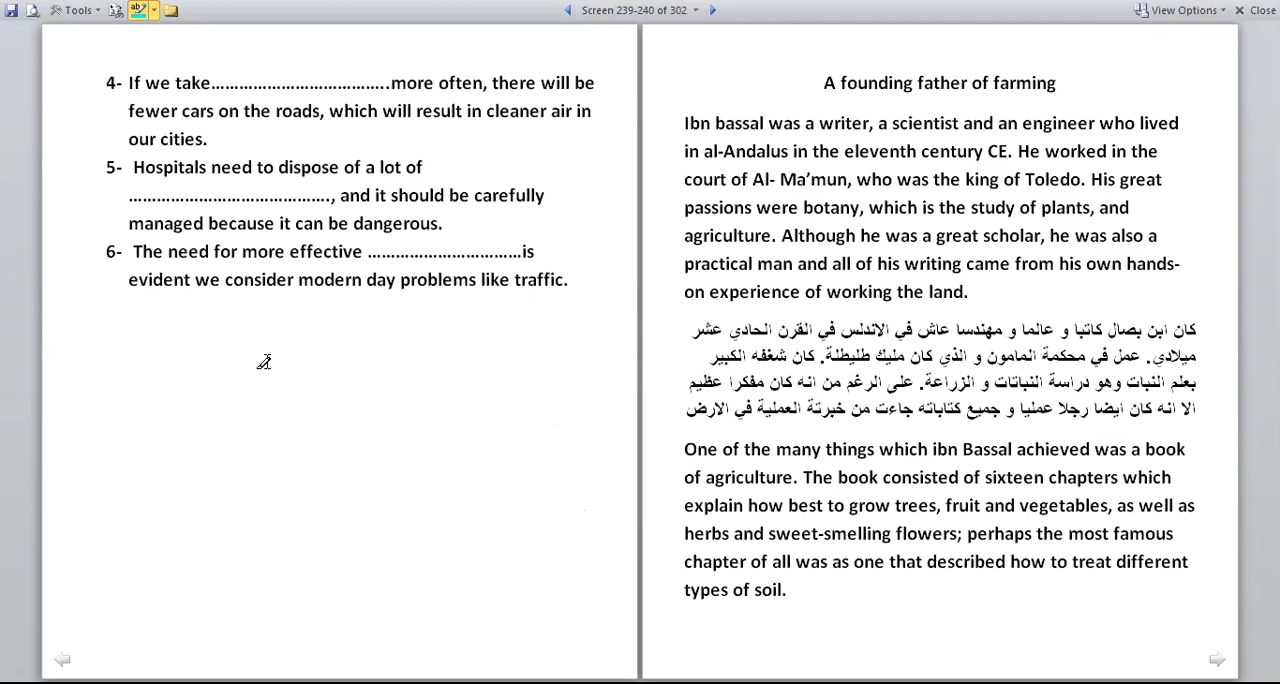 Tools
Screen 239-240 of 302
View Options
Close
4- If we take………………………………..more often, there will be
fewer cars on the roads, which will result in cleaner air in
our cities.
5- Hospitals need to dispose of a lot of
……………………………………., and it should be carefully
managed because it can be dangerous.
6- The need for more effective ……………………………is
evident we consider modern day problems like traffic.
A founding father of farming
Ibn bassal was a writer, a scientist and an engineer who lived
in al-Andalus in the eleventh century CE. He worked in the
court of Al- Ma’mun, who was the king of Toledo. His great
passions were botany, which is the study of plants, and
agriculture. Although he was a great scholar, he was also a
practical man and all of his writing came from his own hands-
on experience of working the land.
كان ابن بصال كاتبا و عالما و مهندسا عاش في الاندلس في القرن الحادي عشر
ميلادي. عمل في محكمة المامون و الذي كان مليك طليطلة. كان شغفه الكبير
بعلم النبات وهو دراسة النباتات و الزراعة. على الرغم من انه كان مفكرا عظيم
الا انه كان ايضا رجلا عمليا و جميع كتاباته جاءت من خبرتة العملية في الارض
One of the many things which ibn Bassal achieved was a book
of agriculture. The book consisted of sixteen chapters which
explain how best to grow trees, fruit and vegetables, as well as
herbs and sweet-smelling flowers; perhaps the most famous
chapter of all was as one that described how to treat different
types of soil.